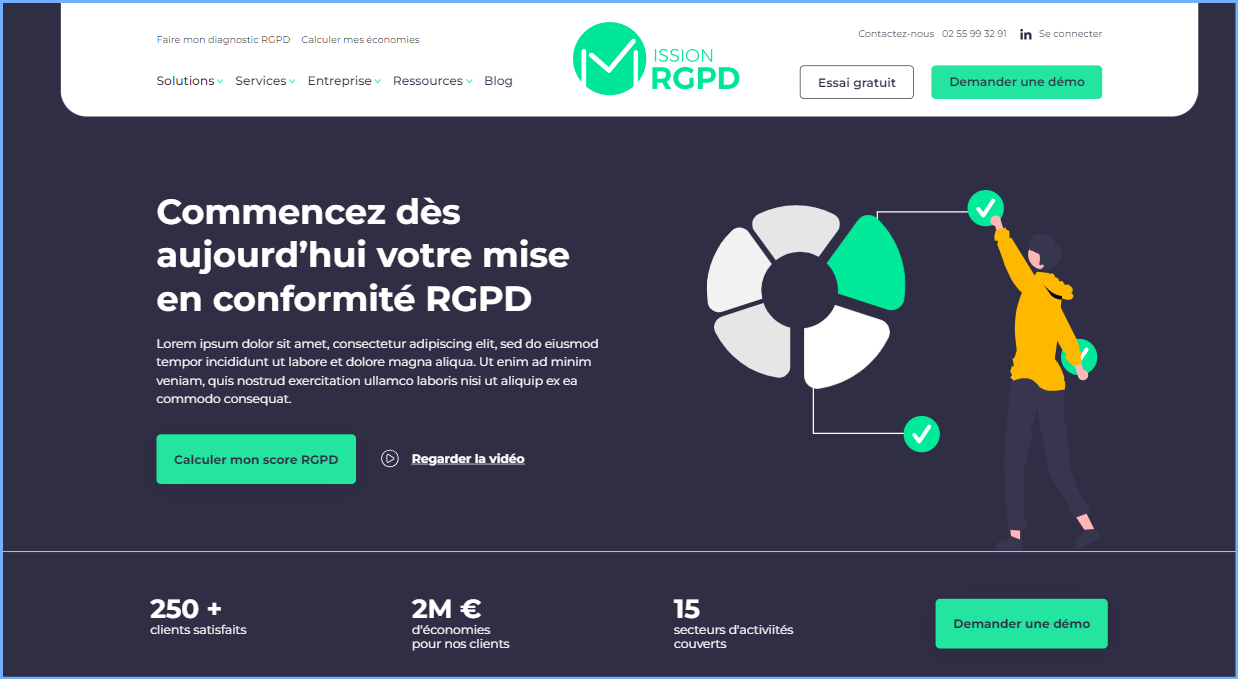 Faire mon diagnostic RGPD Calculer mes économies
Contactez-nous 02 55 99 32 91 in Se connecter
Solutions Services Entreprise Ressources Blog
MISSION
RGPD
Essai gratuit
Demander une démo
Commencez dès
aujourd’hui votre mise
en conformité RGPD
Lorem ipsum dolor sit amet, consectetur adipiscing elit, sed do eiusmod
tempor incididunt ut labore et dolore magna aliqua. Ut enim ad minim
veniam, quis nostrud exercitation ullamco laboris nisi ut aliquip ex ea
commodo consequat.
Calculer mon score RGPD
Regarder la vidéo
250 +
clients satisfaits
2M €
d'économies
pour nos clients
15
secteurs d'activiités
couverts
Demander une démo